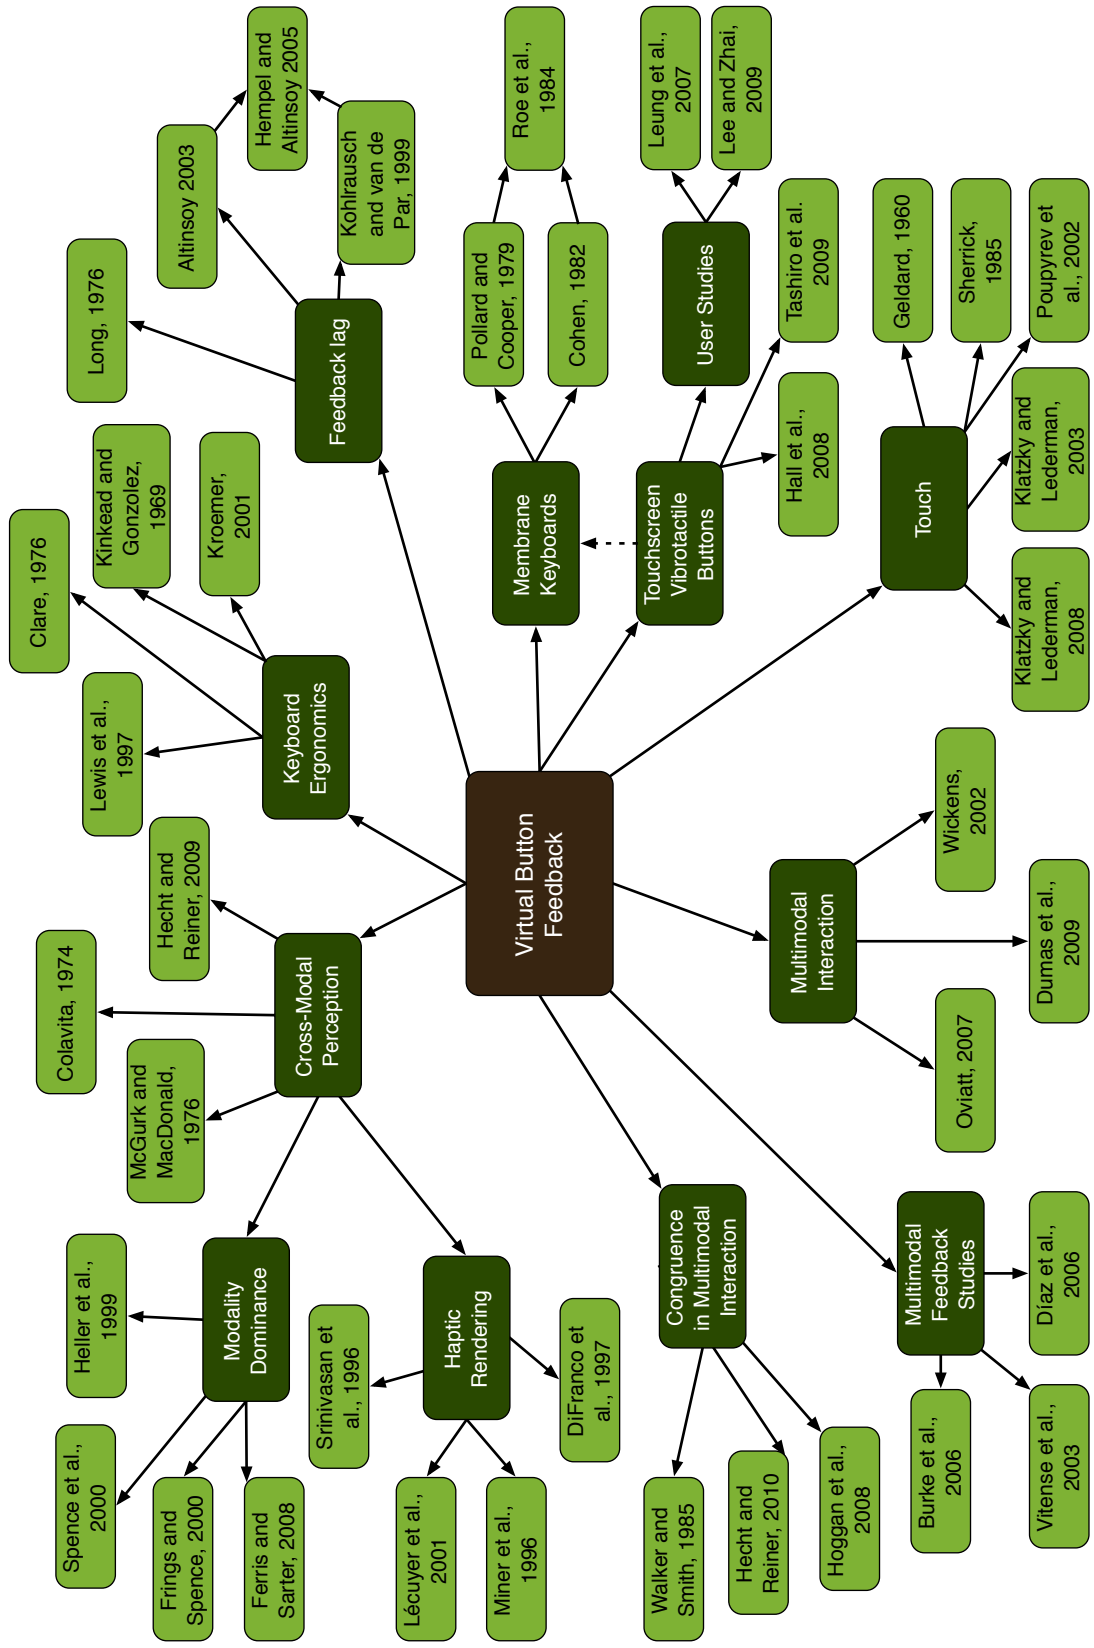 Virtual Button
Feedback
Feedback lag
Long, 1976
Altinsoy 2003
Hempel and
Altinsoy 2005
Kohlrausch
and van de
Par, 1999
Keyboard
Ergonomics
Lewis et al.,
1997
Clare, 1976
Kinkead and
Gonzolez,
1969
Kroemer,
2001
Cross-Modal
Perception
Hecht and
Reiner, 2009
Colavita, 1974
McGurk and
MacDonald,
1976
Modality
Dominance
Heller et al.,
1999
Spence et al.,
2000
Frings and
Spence, 2000
Ferris and
Sarter, 2008
Haptic
Rendering
Srinivasan et
al., 1996
Lécuyer et al.,
2001
Miner et al.,
1996
DiFranco et
al., 1997
Congruence
in Multimodal
Interaction
Walker and
Smith, 1985
Hecht and
Reiner, 2010
Hoggan et al.,
2008
Multimodal
Feedback
Studies
Burke et al.,
2006
Vitense et al.,
2003
Díaz et al.,
2006
Multimodal
Interaction
Oviatt, 2007
Dumas et al.,
2009
Wickens,
2002
Touch
Klatzky and
Lederman,
2008
Klatzky and
Lederman,
2003
Poupyrev et
al., 2002
Sherrick,
1985
Geldard, 1960
Touchscreen
Vibrotactile
Buttons
Hall et al.,
2008
Tashiro et al.
2009
User Studies
Leung et al.,
2007
Lee and Zhai,
2009
Membrane
Keyboards
Pollard and
Cooper, 1979
Cohen, 1982
Roe et al.,
1984